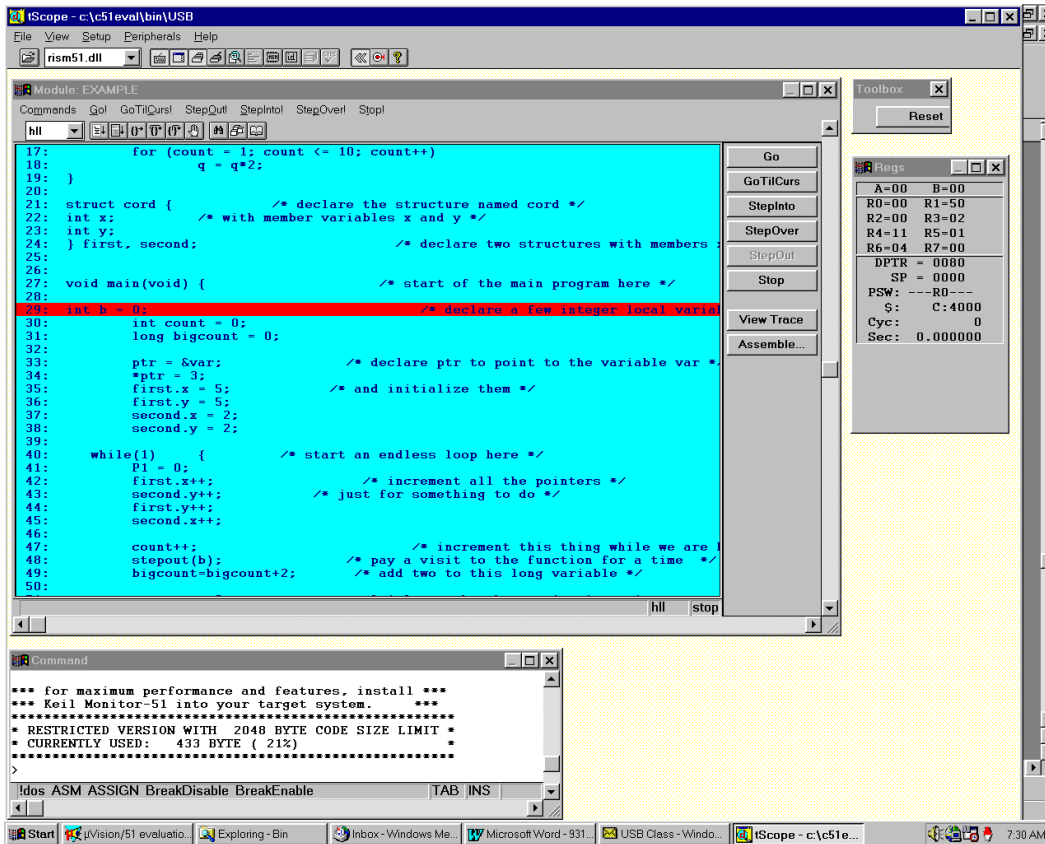 tScope - c:\c51eval\bin\USB
File View Setup Peripherals Help
rism51.dll
Module: EXAMPLE
Commands Go! GoTilCurs! StepOut! StepInto! StepOver! Stop!
hll
17: for (count = 1; count <= 10; count++)
18: q = q*2;
19: }
20:
21: struct cord { /* declare the structure named cord */
22: int x; /* with member variables x and y */
23: int y;
24: } first, second; /* declare two structures with members
25:
26:
27: void main(void) { /* start of the main program here */
28:
29: int b = 0; /* declare a few integer local
30: int count = 0;
31: long bigcount = 0;
32:
33: ptr = &var; /* declare ptr to point to the variable var *
34: *ptr = 3;
35: first.x = 5; /* and initialize them */
36: first.y = 5;
37: second.x = 2;
38: second.y = 2;
39:
40: while(1) { /* start an endless loop here */
41: P1 = 0;
42: first.x++; /* increment all the pointers */
43: second.y++; /* just for something to do */
44: first.y++;
45: second.x++;
46:
47: count++; /* increment this thing while we are
48: stepout(b); /* pay a visit to the function for a time */
49: bigcount=bigcount+2; /* add two to this long variable */
50:
hll stop
Go
GoTilCurs
StepInto
StepOver
StepOut
Stop
View Trace
Assemble...
Toolbox
Reset
Regs
A=00 B=00
R0=00 R1=50
R2=00 R3=02
R4=11 R5=01
R6=04 R7=00
DPTR = 0080
SP = 0000
PSW: ---R0---
$: C:4000
Cyc: 0
Sec: 0.000000
Command
*** for maximum performance and features, install ***
*** Keil Monitor-51 into your target system. ***
*****************************************************
* RESTRICTED VERSION WITH 2048 BYTE CODE SIZE LIMIT *
* CURRENTLY USED: 433 BYTE ( 21%) *
*****************************************************
>
!dos ASM ASSIGN BreakDisable BreakEnable TAB INS
Start µVision/51 evaluatio... Exploring - Bin Inbox - Windows Me... Microsoft Word - 931... USB Class - Windo... tScope - c:\c51e... 7:30 AM